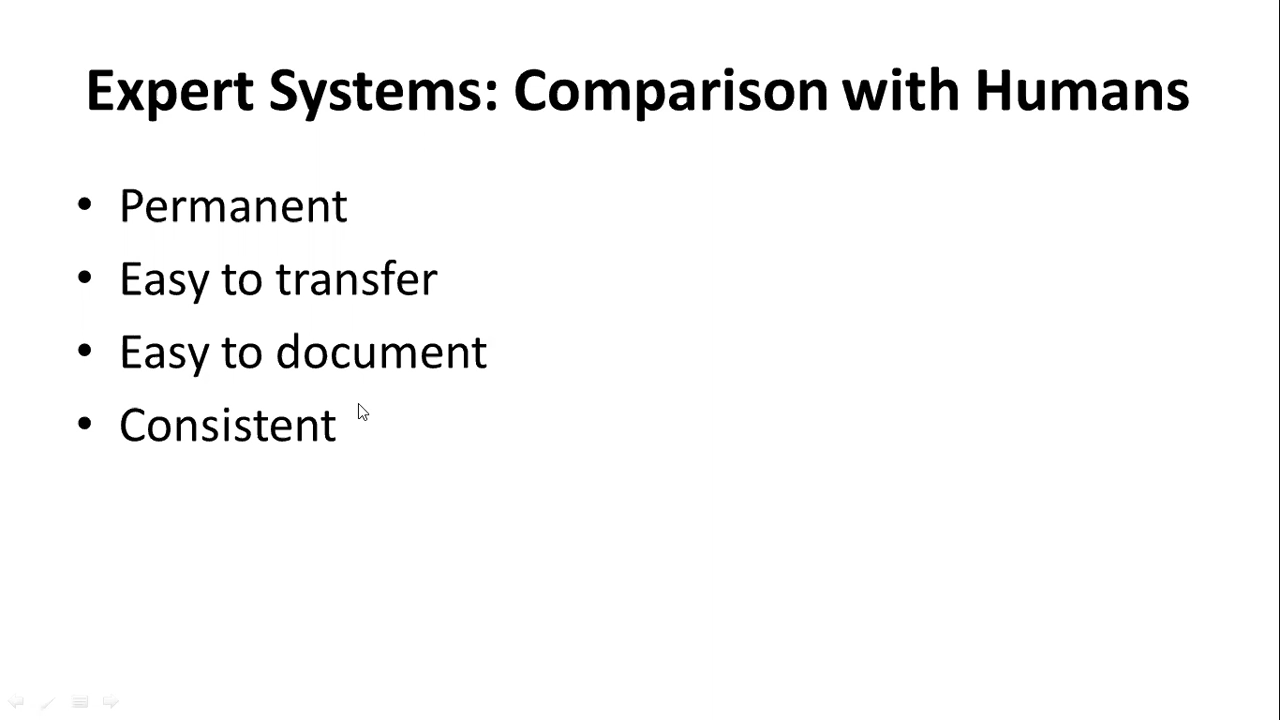 Expert Systems: Comparison with Humans
• Permanent
• Easy to transfer
• Easy to document
• Consistent